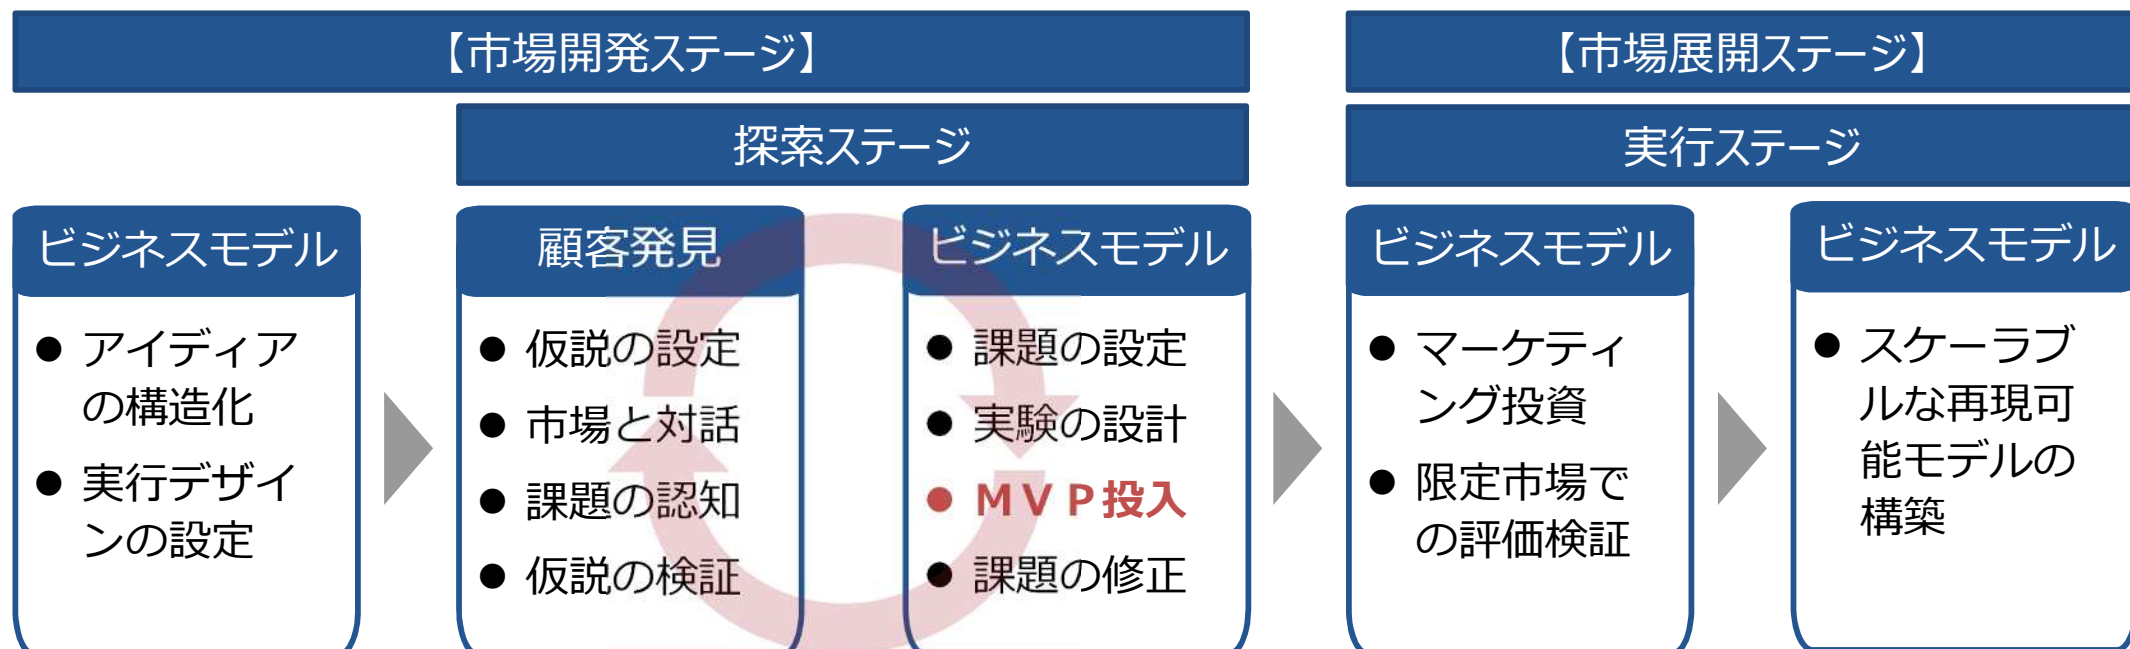 【市場開発ステージ】
【市場展開ステージ】
探索ステージ
実行ステージ
ビジネスモデル
● アイディア
の構造化
● 実行デザイ
ンの設定
顧客発見
● 仮説の設定
● 市場と対話
● 課題の認知
● 仮説の検証
ビジネスモデル
● 課題の設定
● 実験の設計
● ＭＶＰ投入
● 課題の修正
ビジネスモデル
● マーケティ
ング投資
● 限定市場で
の評価検証
ビジネスモデル
● スケーラブ
ルな再現可
能モデルの
構築